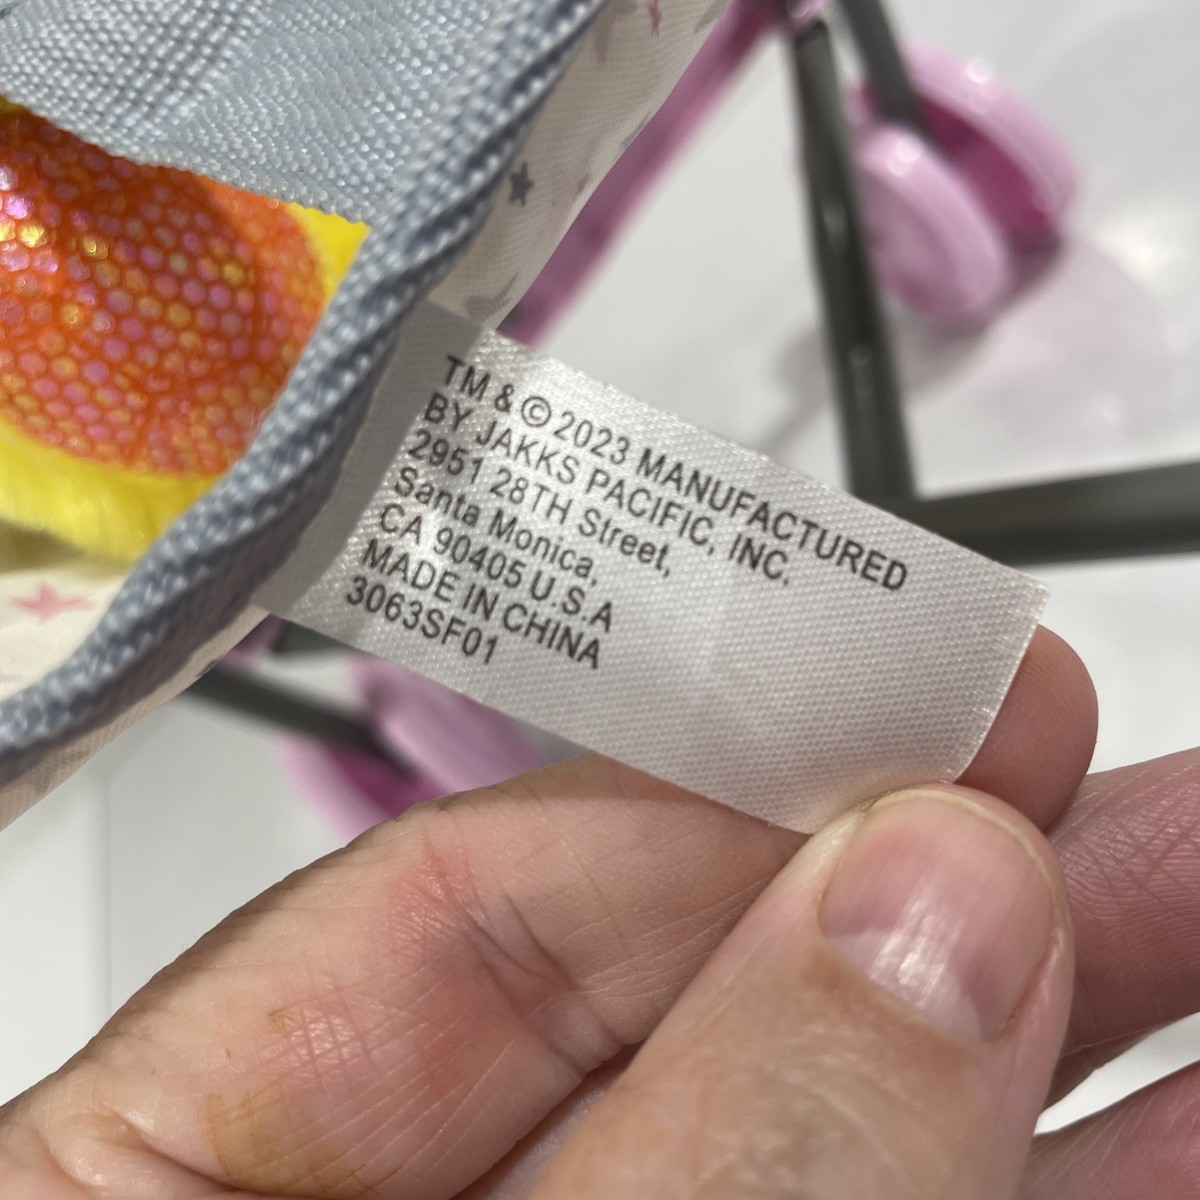 TM & © 2023 MANUFACTURED
BY JAKKS PACIFIC, INC.
2951 28TH Street,
Santa Monica,
CA 90405 U.S.A
MADE IN CHINA
3063SF01